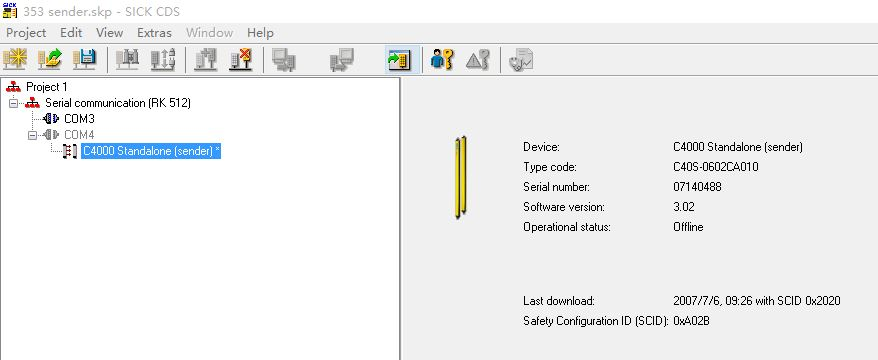 353 sender.skp - SICK CDS
Project Edit View Extras Window Help
Project 1
Serial communication (RK 512)
COM3
COM4
C4000 Standalone (sender) *
Device: C4000 Standalone (sender)
Type code: C40S-0602CA010
Serial number: 07140488
Software version: 3.02
Operational status: Offline
Last download: 2007/7/6, 09:26 with SCID 0x2020
Safety Configuration ID (SCID): 0xA02B